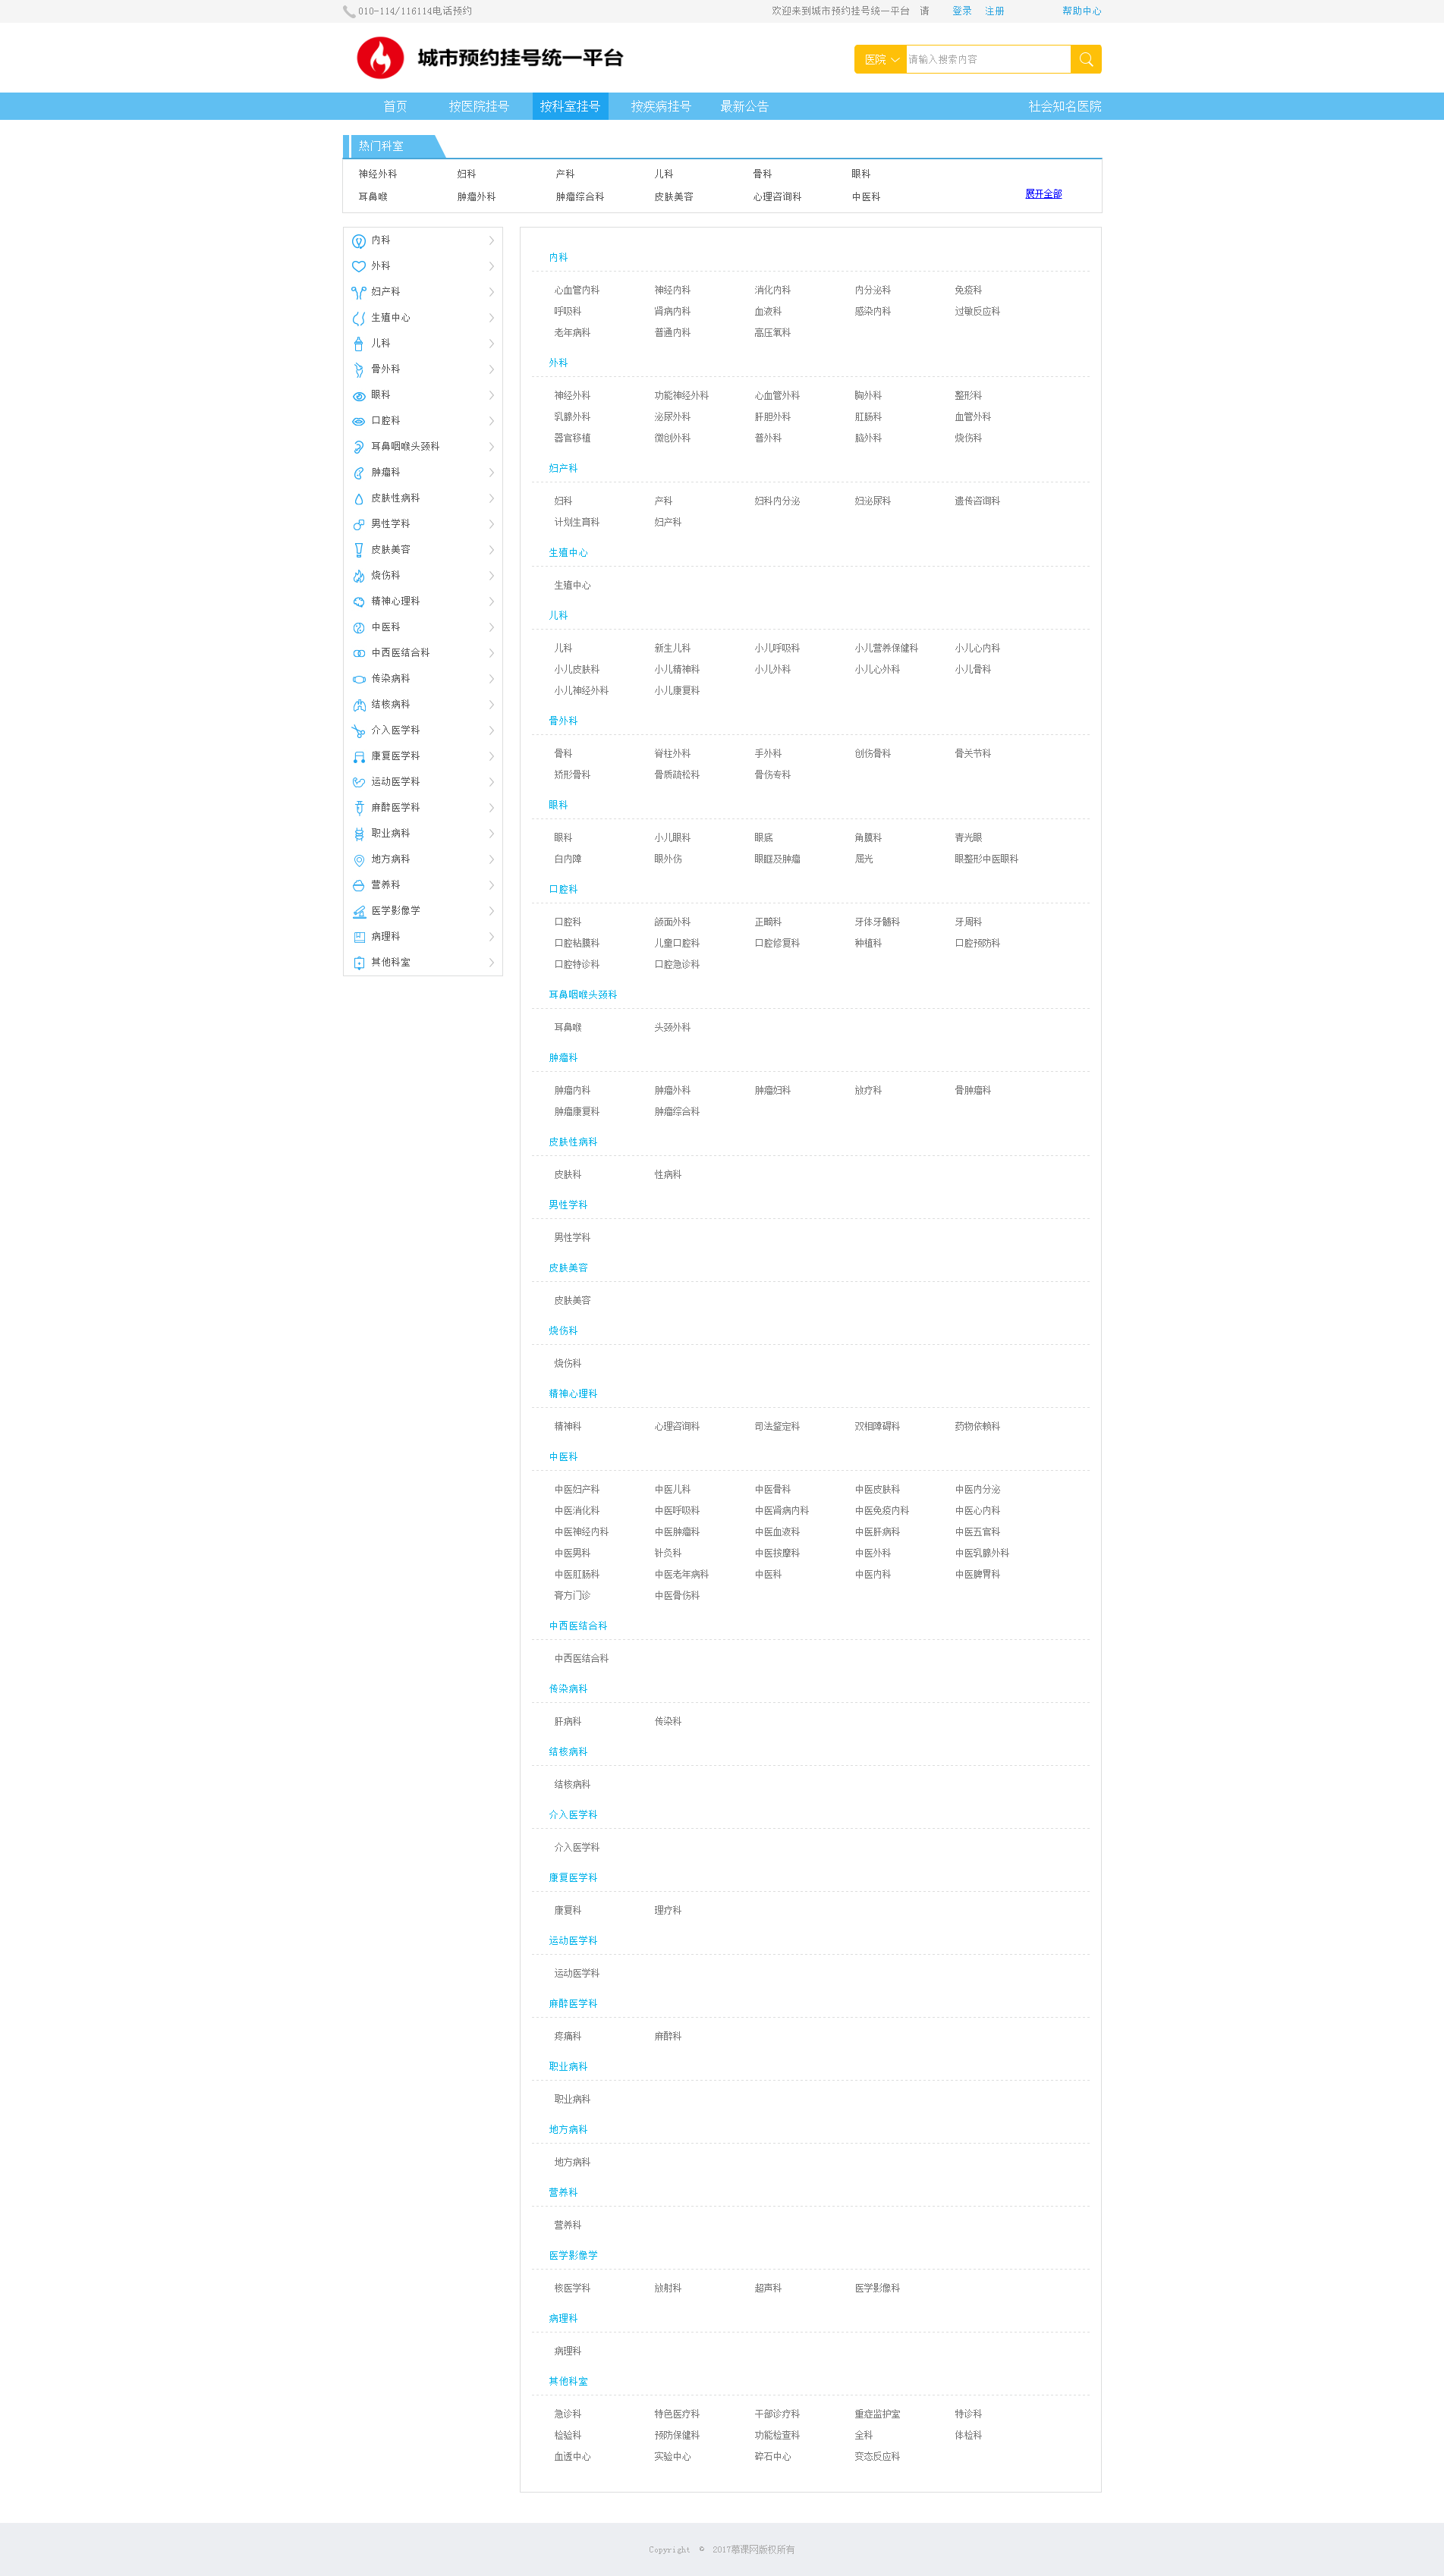 010-114/116114电话预约 欢迎来到城市预约挂号统一平台 请 登录 注册 帮助中心
城市预约挂号统一平台
医院 请输入搜索内容
首页 按医院挂号 按科室挂号 按疾病挂号 最新公告 社会知名医院
热门科室
神经外科 妇科 产科 儿科 骨科 眼科
耳鼻喉 肿瘤外科 肿瘤综合科 皮肤美容 心理咨询科 中医科
展开全部
内科
外科
妇产科
生殖中心
儿科
骨外科
眼科
口腔科
耳鼻咽喉头颈科
肿瘤科
皮肤性病科
男性学科
皮肤美容
烧伤科
精神心理科
中医科
中西医结合科
传染病科
结核病科
介入医学科
康复医学科
运动医学科
麻醉医学科
职业病科
地方病科
营养科
医学影像学
病理科
其他科室
内科
心血管内科 神经内科 消化内科 内分泌科 免疫科
呼吸科 肾病内科 血液科 感染内科 过敏反应科
老年病科 普通内科 高压氧科
外科
神经外科 功能神经外科 心血管外科 胸外科 整形科
乳腺外科 泌尿外科 肝胆外科 肛肠科 血管外科
器官移植 微创外科 普外科 脑外科 烧伤科
妇产科
妇科 产科 妇科内分泌 妇泌尿科 遗传咨询科
计划生育科 妇产科
生殖中心
生殖中心
儿科
儿科 新生儿科 小儿呼吸科 小儿营养保健科 小儿心内科
小儿皮肤科 小儿精神科 小儿外科 小儿心外科 小儿骨科
小儿神经外科 小儿康复科
骨外科
骨科 脊柱外科 手外科 创伤骨科 骨关节科
矫形骨科 骨质疏松科 骨伤专科
眼科
眼科 小儿眼科 眼底 角膜科 青光眼
白内障 眼外伤 眼眶及肿瘤 屈光 眼整形中医眼科
口腔科
口腔科 颌面外科 正畸科 牙体牙髓科 牙周科
口腔粘膜科 儿童口腔科 口腔修复科 种植科 口腔预防科
口腔特诊科 口腔急诊科
耳鼻咽喉头颈科
耳鼻喉 头颈外科
肿瘤科
肿瘤内科 肿瘤外科 肿瘤妇科 放疗科 骨肿瘤科
肿瘤康复科 肿瘤综合科
皮肤性病科
皮肤科 性病科
男性学科
男性学科
皮肤美容
皮肤美容
烧伤科
烧伤科
精神心理科
精神科 心理咨询科 司法鉴定科 双相障碍科 药物依赖科
中医科
中医妇产科 中医儿科 中医骨科 中医皮肤科 中医内分泌
中医消化科 中医呼吸科 中医肾病内科 中医免疫内科 中医心内科
中医神经内科 中医肿瘤科 中医血液科 中医肝病科 中医五官科
中医男科 针灸科 中医按摩科 中医外科 中医乳腺外科
中医肛肠科 中医老年病科 中医科 中医内科 中医脾胃科
膏方门诊 中医骨伤科
中西医结合科
中西医结合科
传染病科
肝病科 传染科
结核病科
结核病科
介入医学科
介入医学科
康复医学科
康复科 理疗科
运动医学科
运动医学科
麻醉医学科
疼痛科 麻醉科
职业病科
职业病科
地方病科
地方病科
营养科
营养科
医学影像学
核医学科 放射科 超声科 医学影像科
病理科
病理科
其他科室
急诊科 特色医疗科 干部诊疗科 重症监护室 特诊科
检验科 预防保健科 功能检查科 全科 体检科
血透中心 实验中心 碎石中心 变态反应科
Copyright © 2017慕课网版权所有